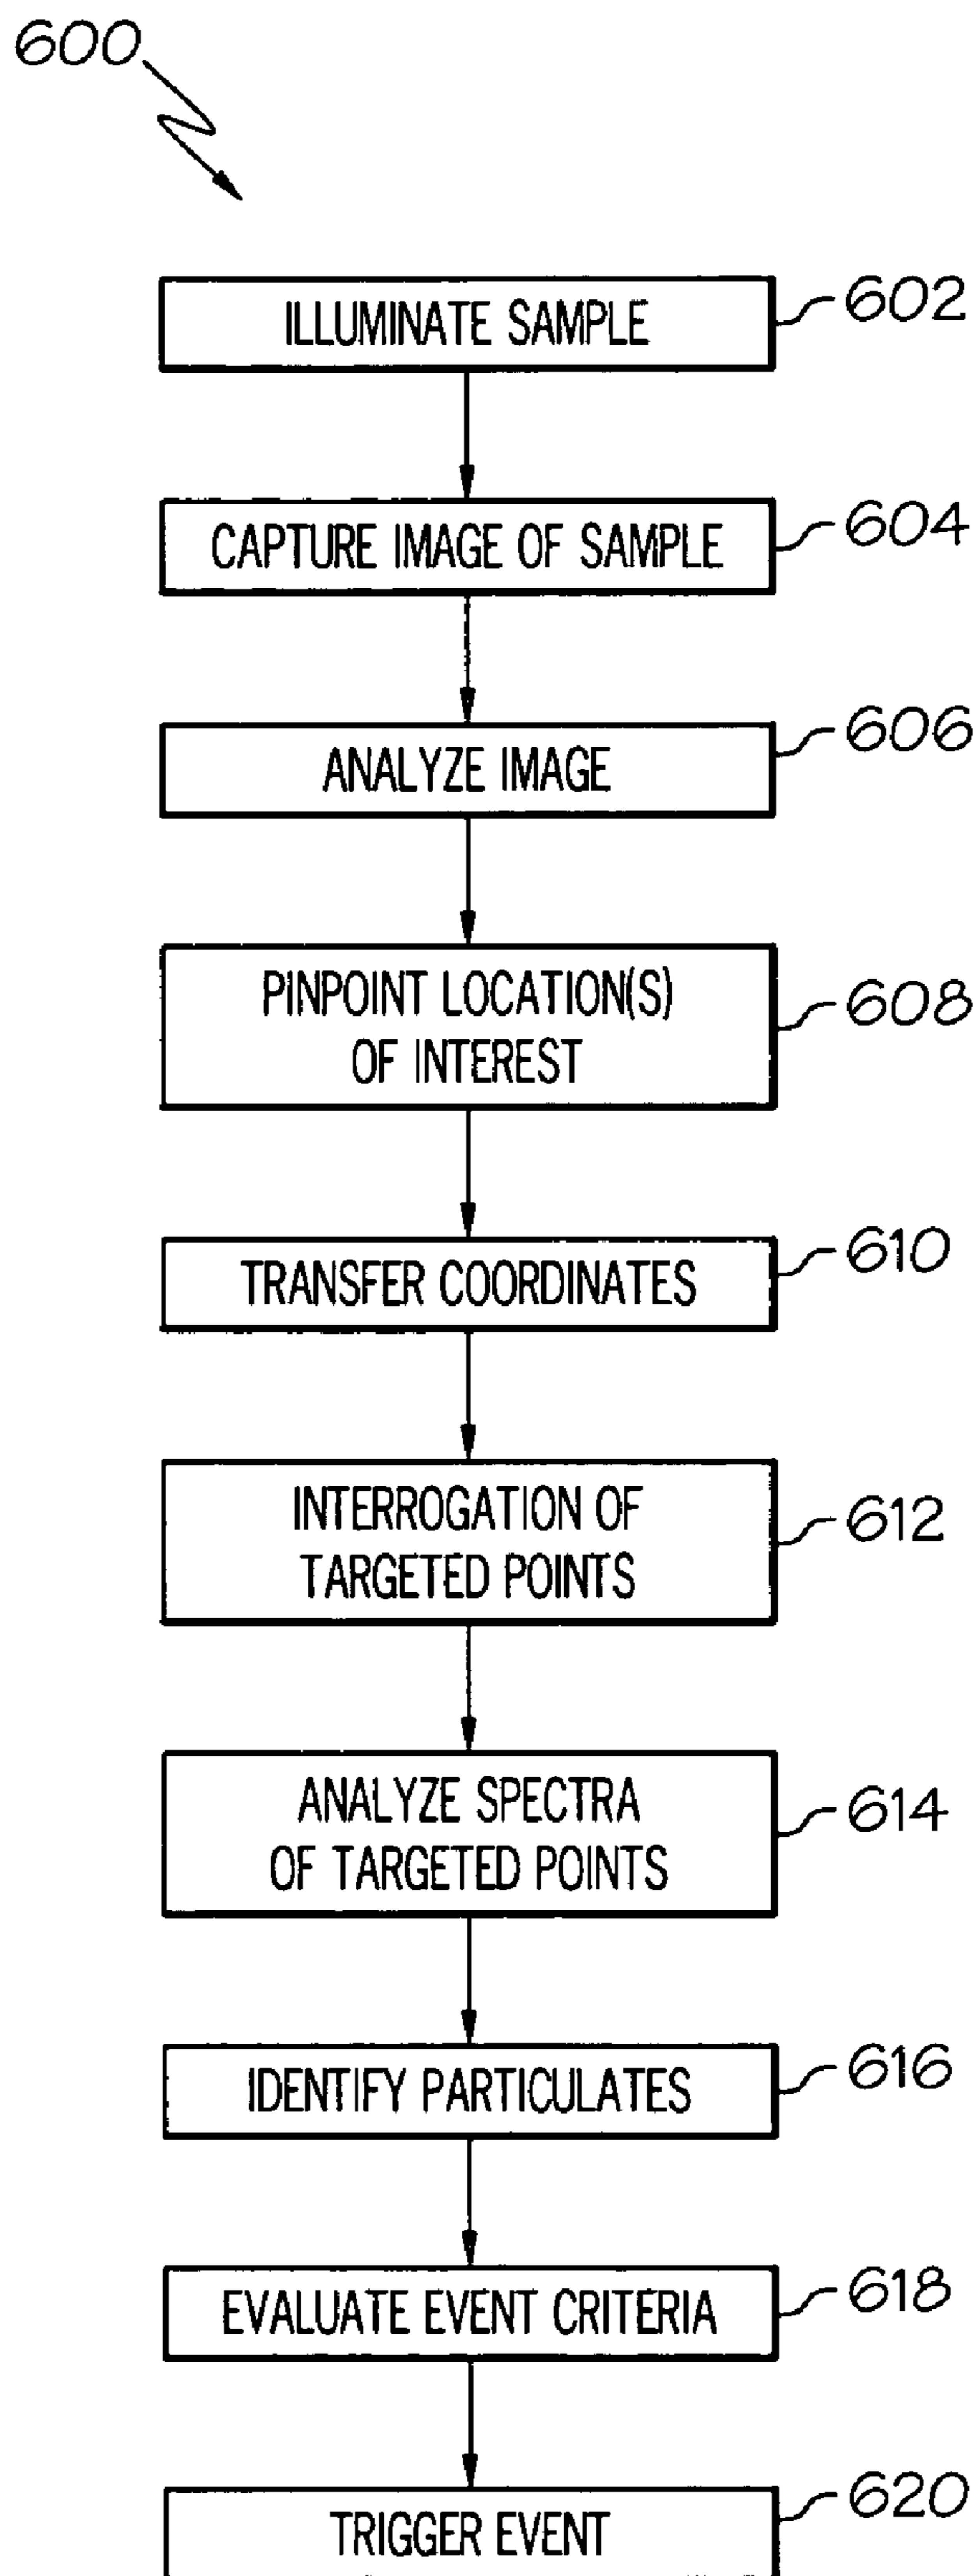 600
ILLUMINATE SAMPLE
602
CAPTURE IMAGE OF SAMPLE
604
ANALYZE IMAGE
606
PINPOINT LOCATION(S)
OF INTEREST
608
TRANSFER COORDINATES
610
INTERROGATION OF
TARGETED POINTS
612
ANALYZE SPECTRA
OF TARGETED POINTS
614
IDENTIFY PARTICULATES
616
EVALUATE EVENT CRITERIA
618
TRIGGER EVENT
620